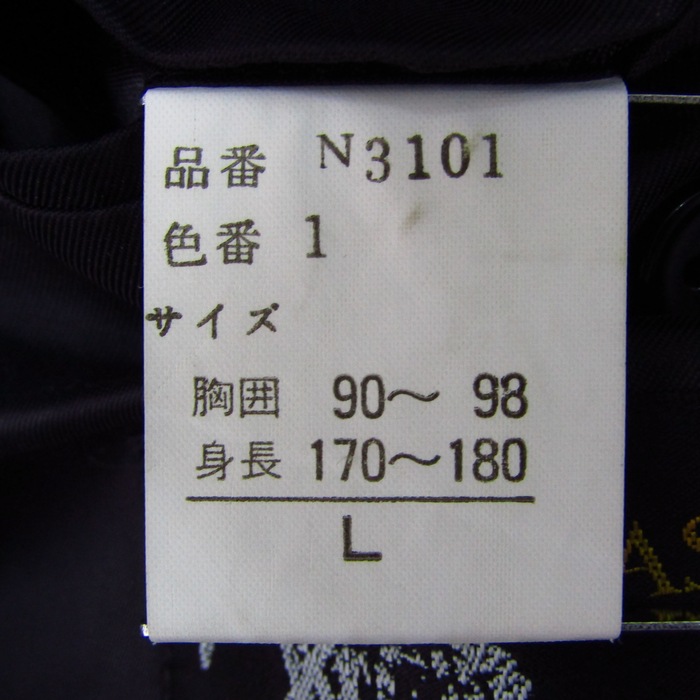 品番 N3101
色番 1
サイズ
胸囲 90～ 98
身長 170～180
L